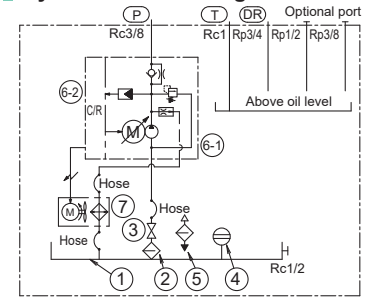 P
T
DR
Optional port
Rc3/8
Rc1
Rp3/4
Rp1/2
Rp3/8
6-2
C/R
M
Above oil level
6-1
Hose
7
M
Hose
3
Hose
Rc1/2
1
2
5
4